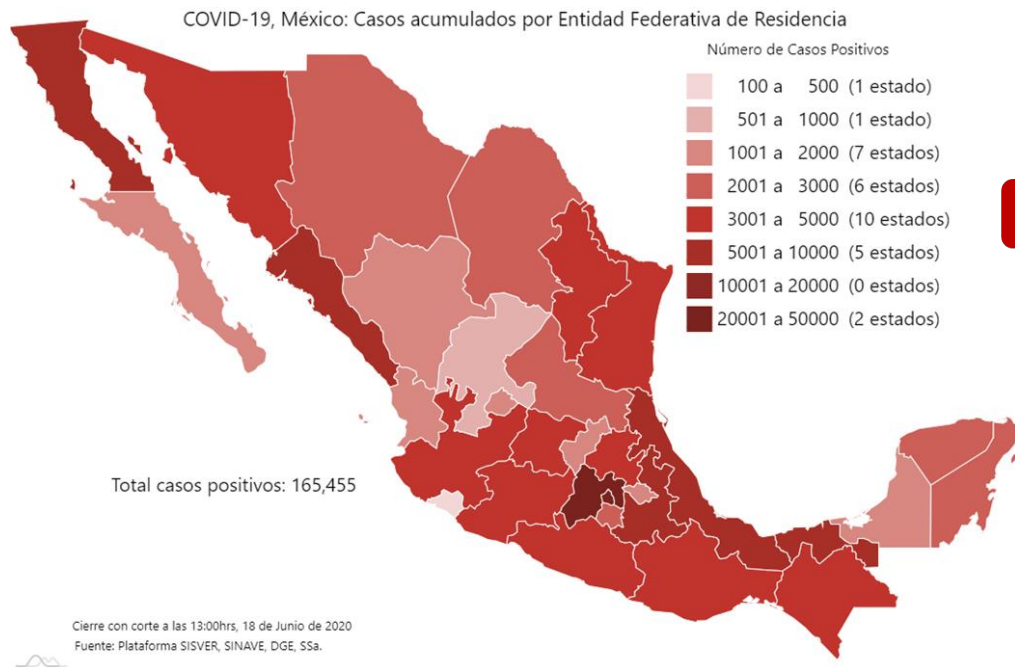 COVID-19, México: Casos acumulados por Entidad Federativa de Residencia
Número de Casos Positivos
100 a 500 (1 estado)
501 a 1000 (1 estado)
1001 a 2000 (7 estados)
2001 a 3000 (6 estados)
3001 a 5000 (10 estados)
5001 a 10000 (5 estados)
10001 a 20000 (0 estados)
20001 a 50000 (2 estados)
Total casos positivos: 165,455
Cierre con corte a las 13:00hrs, 18 de Junio de 2020
Fuente: Plataforma SISVER, SINAVE, DGE, SSa.